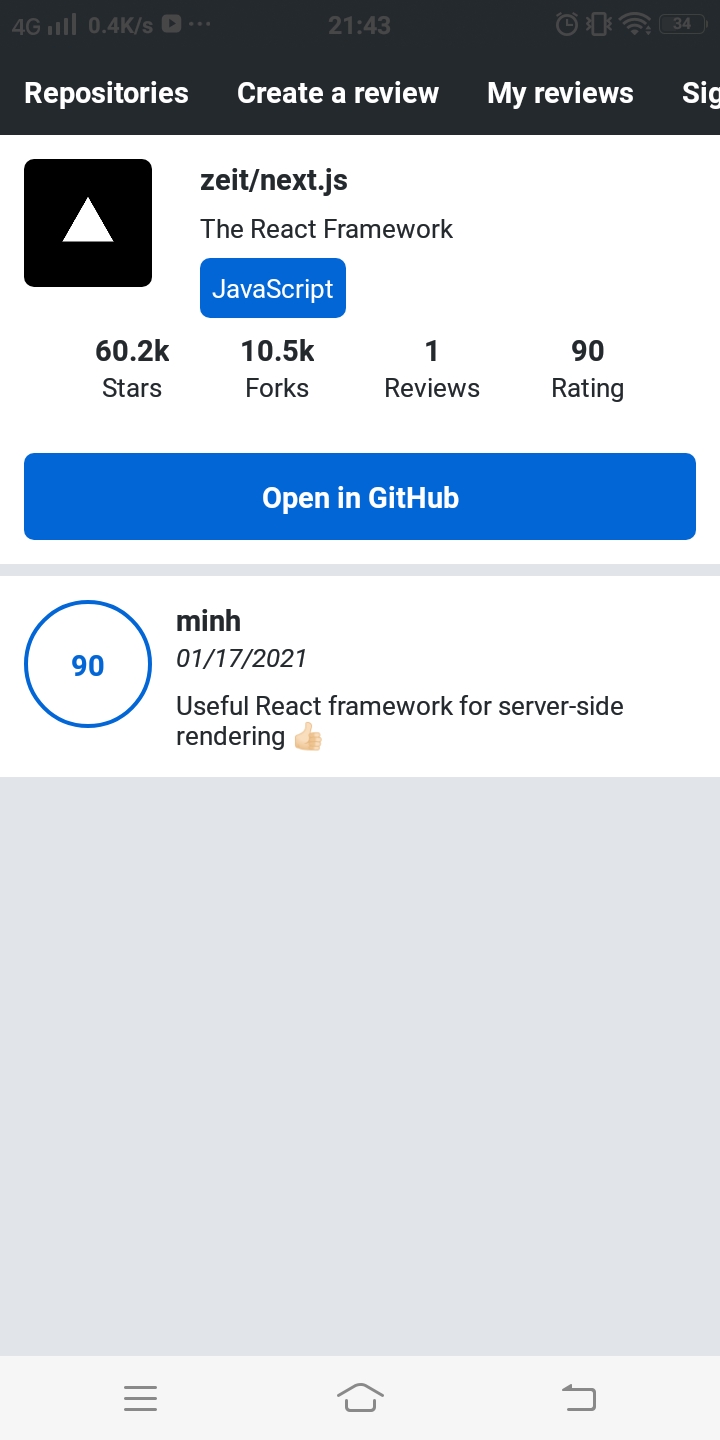 4G 0.4K/s ... 21:43 34
Repositories Create a review My reviews Sig
zeit/next.js
The React Framework
JavaScript
60.2k 10.5k 1 90
Stars Forks Reviews Rating
Open in GitHub
90
minh
01/17/2021
Useful React framework for server-side
rendering 👍🏻